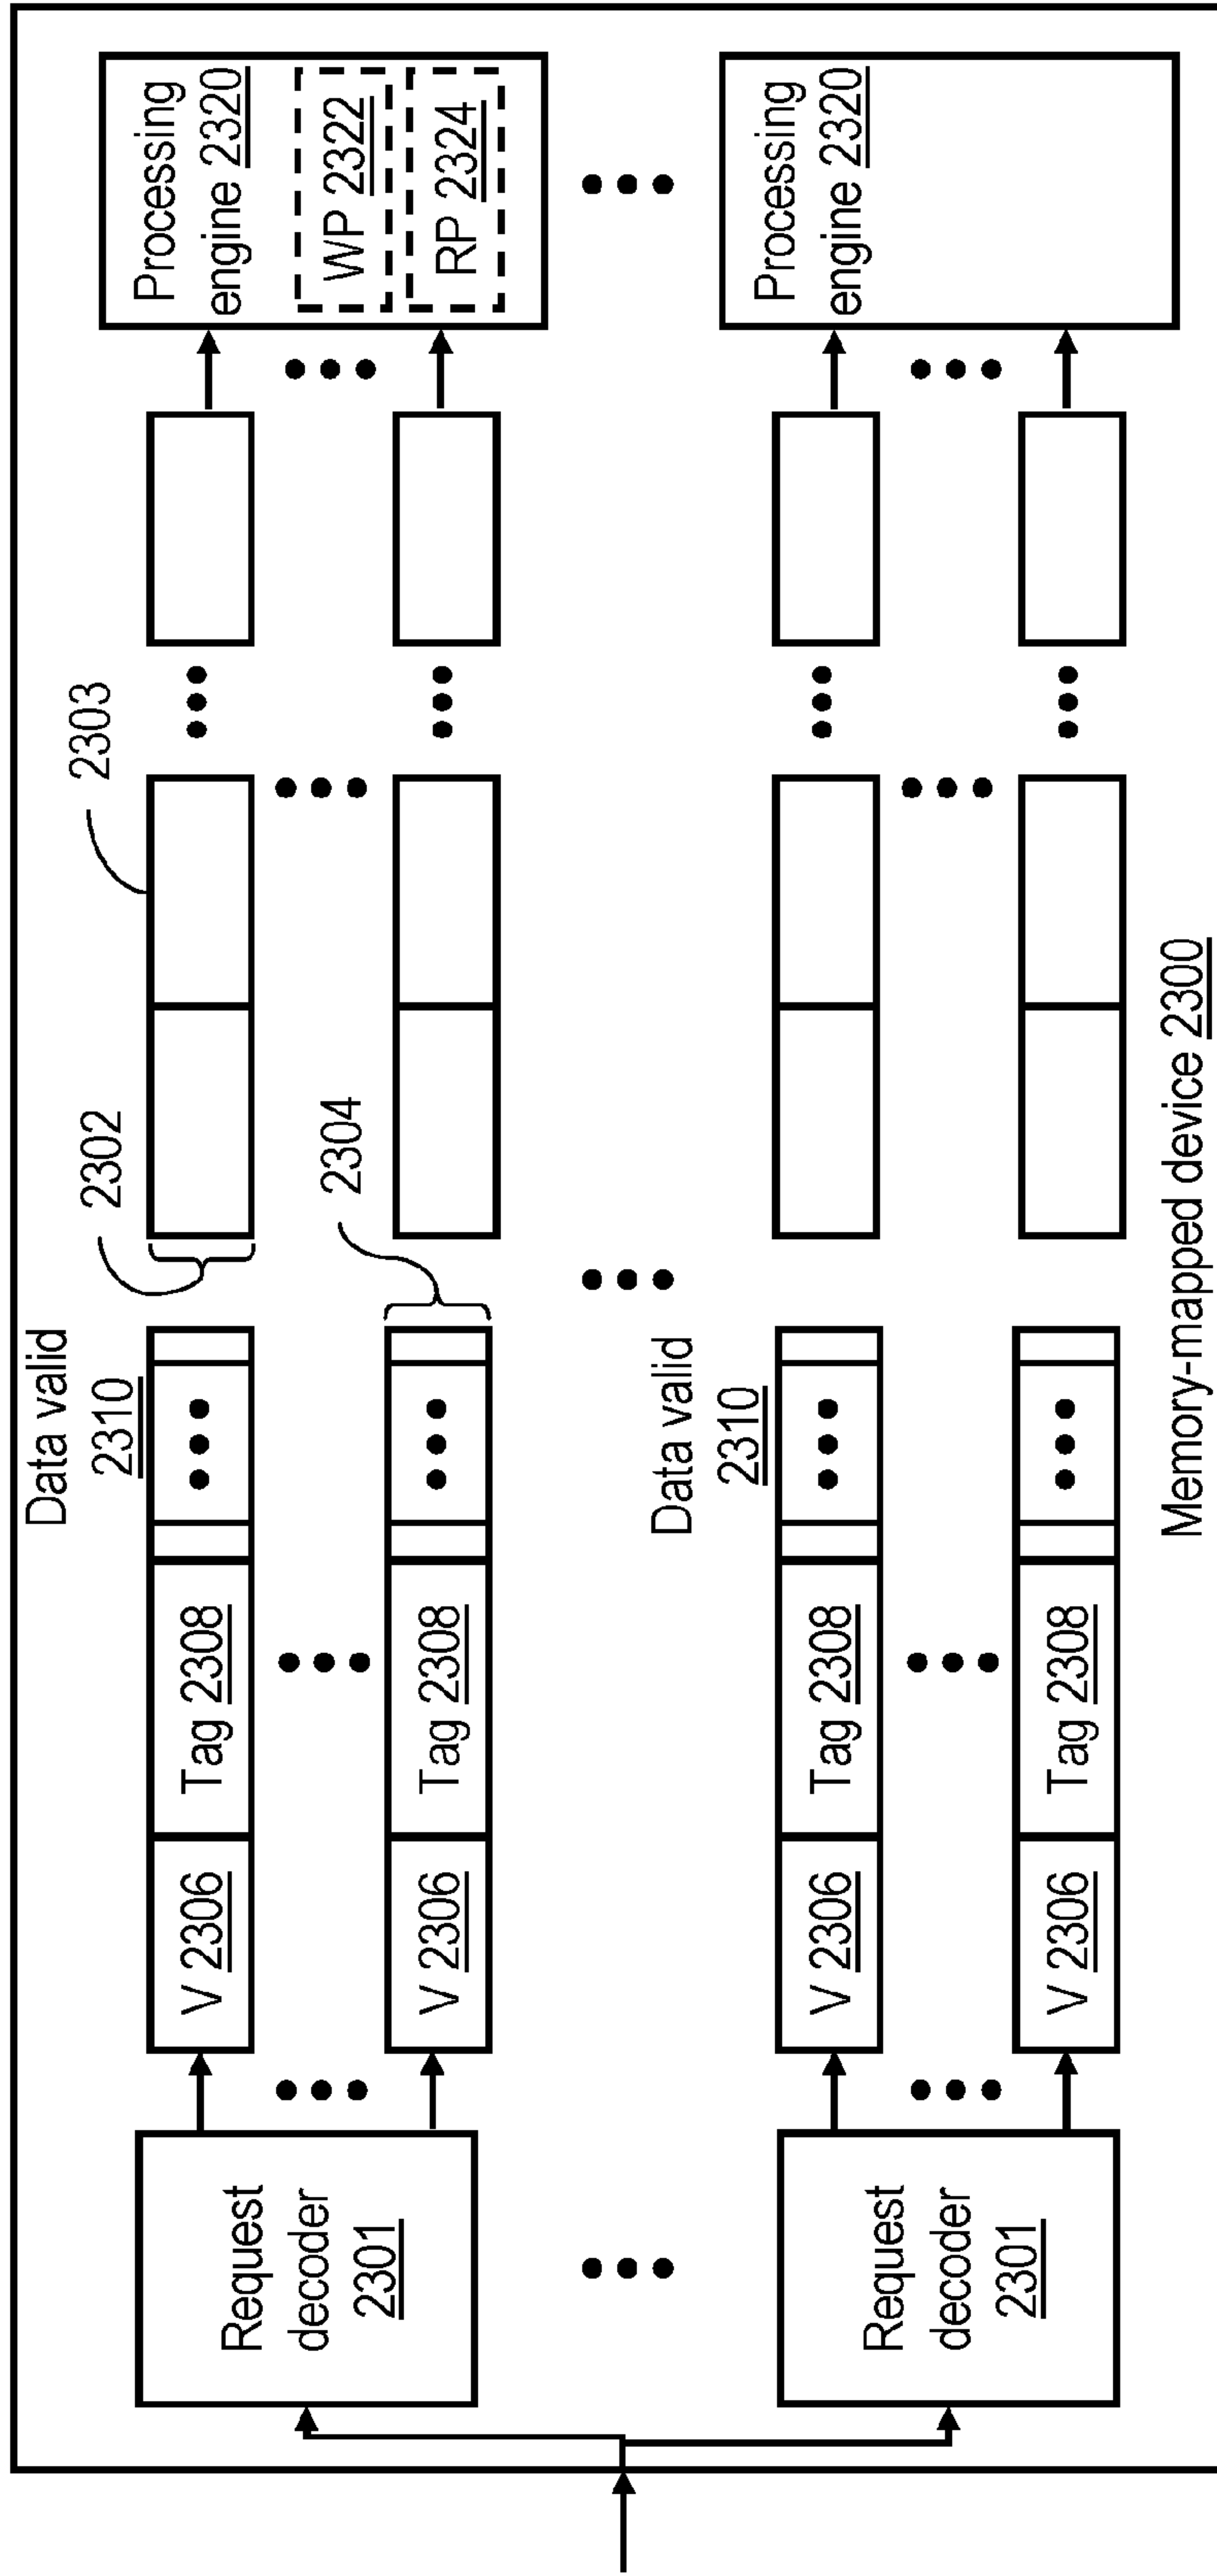 Data valid
2310
2302
2303
Request
decoder
2301
V 2306
Tag 2308
Processing
engine 2320
WP 2322
RP 2324
2304
V 2306
Tag 2308
Data valid
2310
Request
decoder
2301
V 2306
Tag 2308
Processing
engine 2320
V 2306
Tag 2308
Memory-mapped device 2300